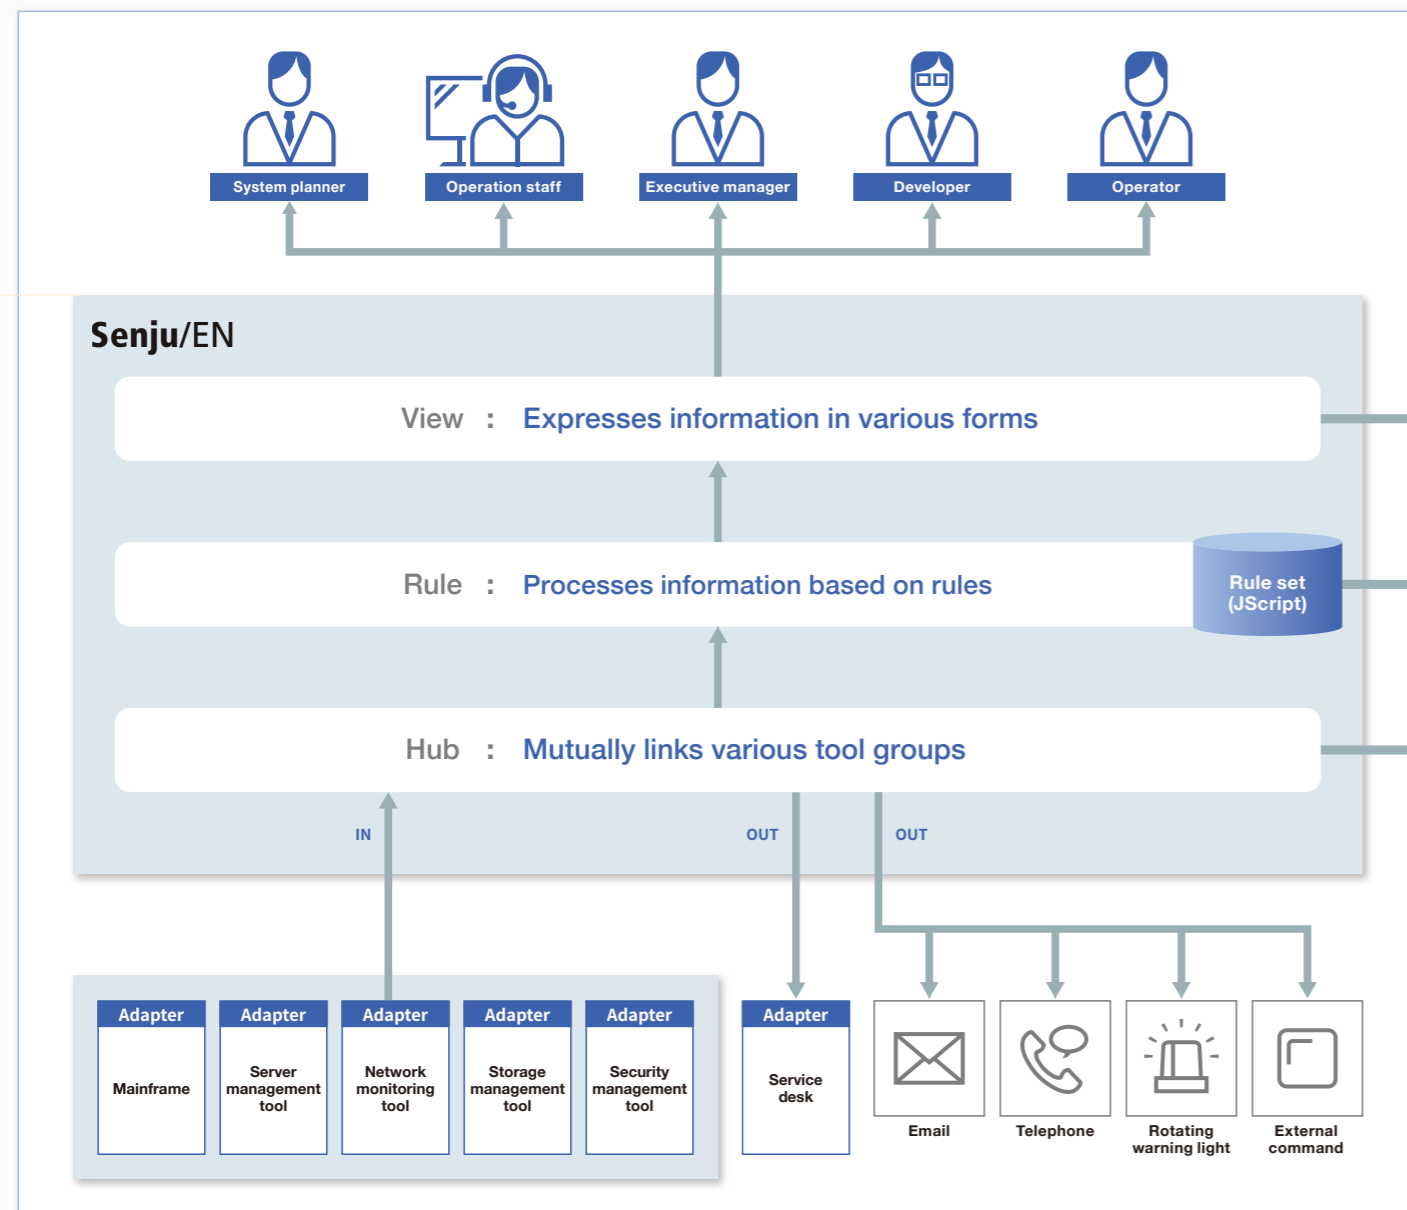 System planner
Operation staff
Executive manager
Developer
Operator
Senju/EN
View : Expresses information in various forms
Rule : Processes information based on rules
Rule set
(JScript)
Hub : Mutually links various tool groups
IN
OUT
OUT
Adapter
Mainframe
Adapter
Server
management
tool
Adapter
Network
monitoring
tool
Adapter
Storage
management
tool
Adapter
Security
management
tool
Adapter
Service
desk
Email
Telephone
Rotating
warning light
External
command